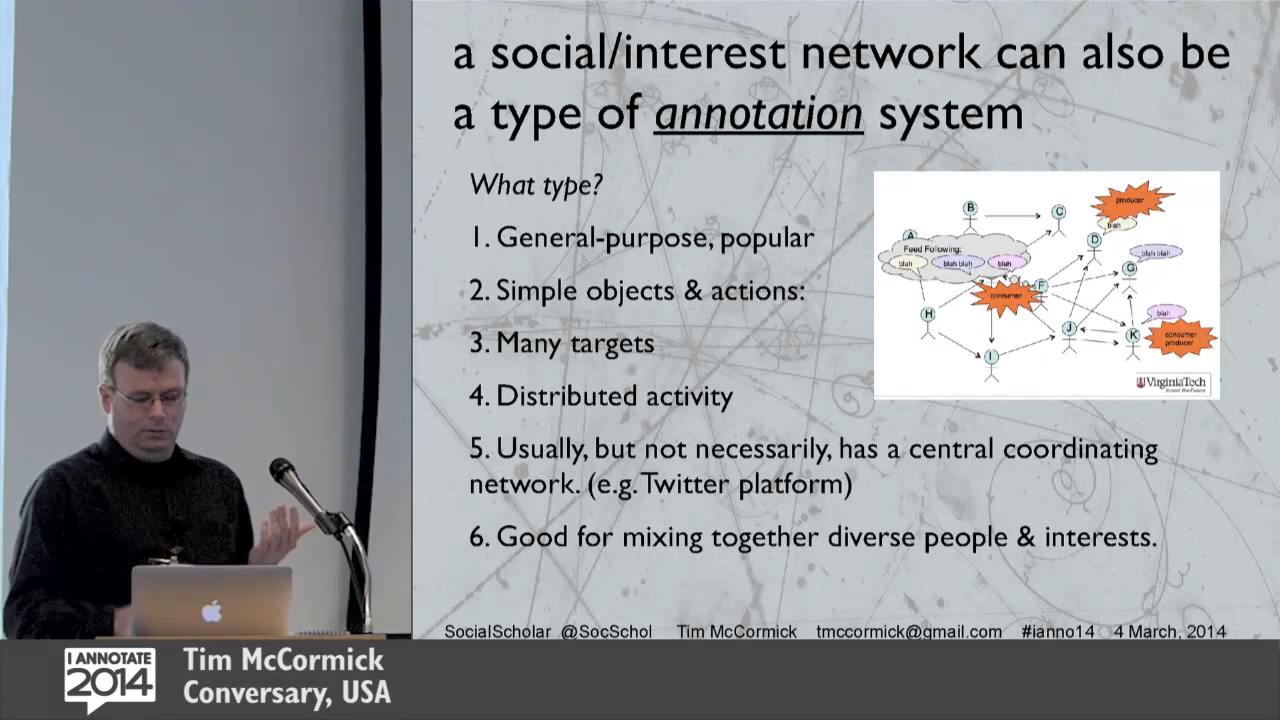 a social/interest network can also be
a type of annotation system
What type?
1. General-purpose, popular
2. Simple objects & actions:
3. Many targets
4. Distributed activity
5. Usually, but not necessarily, has a central coordinating
network. (e.g. Twitter platform)
6. Good for mixing together diverse people & interests.
producer
B
C
blah
A
D
Feed Following:
blah
blah blah
blah
blah blah
G
F
consumer
H
blah
J
K
consumer
producer
I
VirginiaTech
Invent the Future
SocialScholar @SocSchol Tim McCormick tmccormick@gmail.com #ianno14 4 March, 2014
I ANNOTATE
2014
Tim McCormick
Conversary, USA